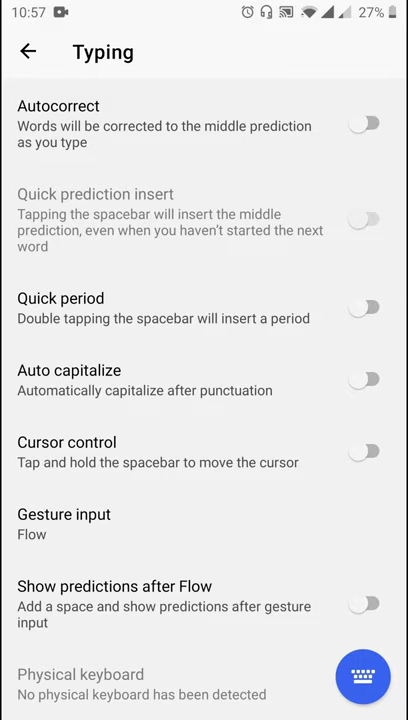 10:57 27%
Typing
Autocorrect
Words will be corrected to the middle prediction
as you type
Quick prediction insert
Tapping the spacebar will insert the middle
prediction, even when you haven't started the next
word
Quick period
Double tapping the spacebar will insert a period
Auto capitalize
Automatically capitalize after punctuation
Cursor control
Tap and hold the spacebar to move the cursor
Gesture input
Flow
Show predictions after Flow
Add a space and show predictions after gesture
input
Physical keyboard
No physical keyboard has been detected